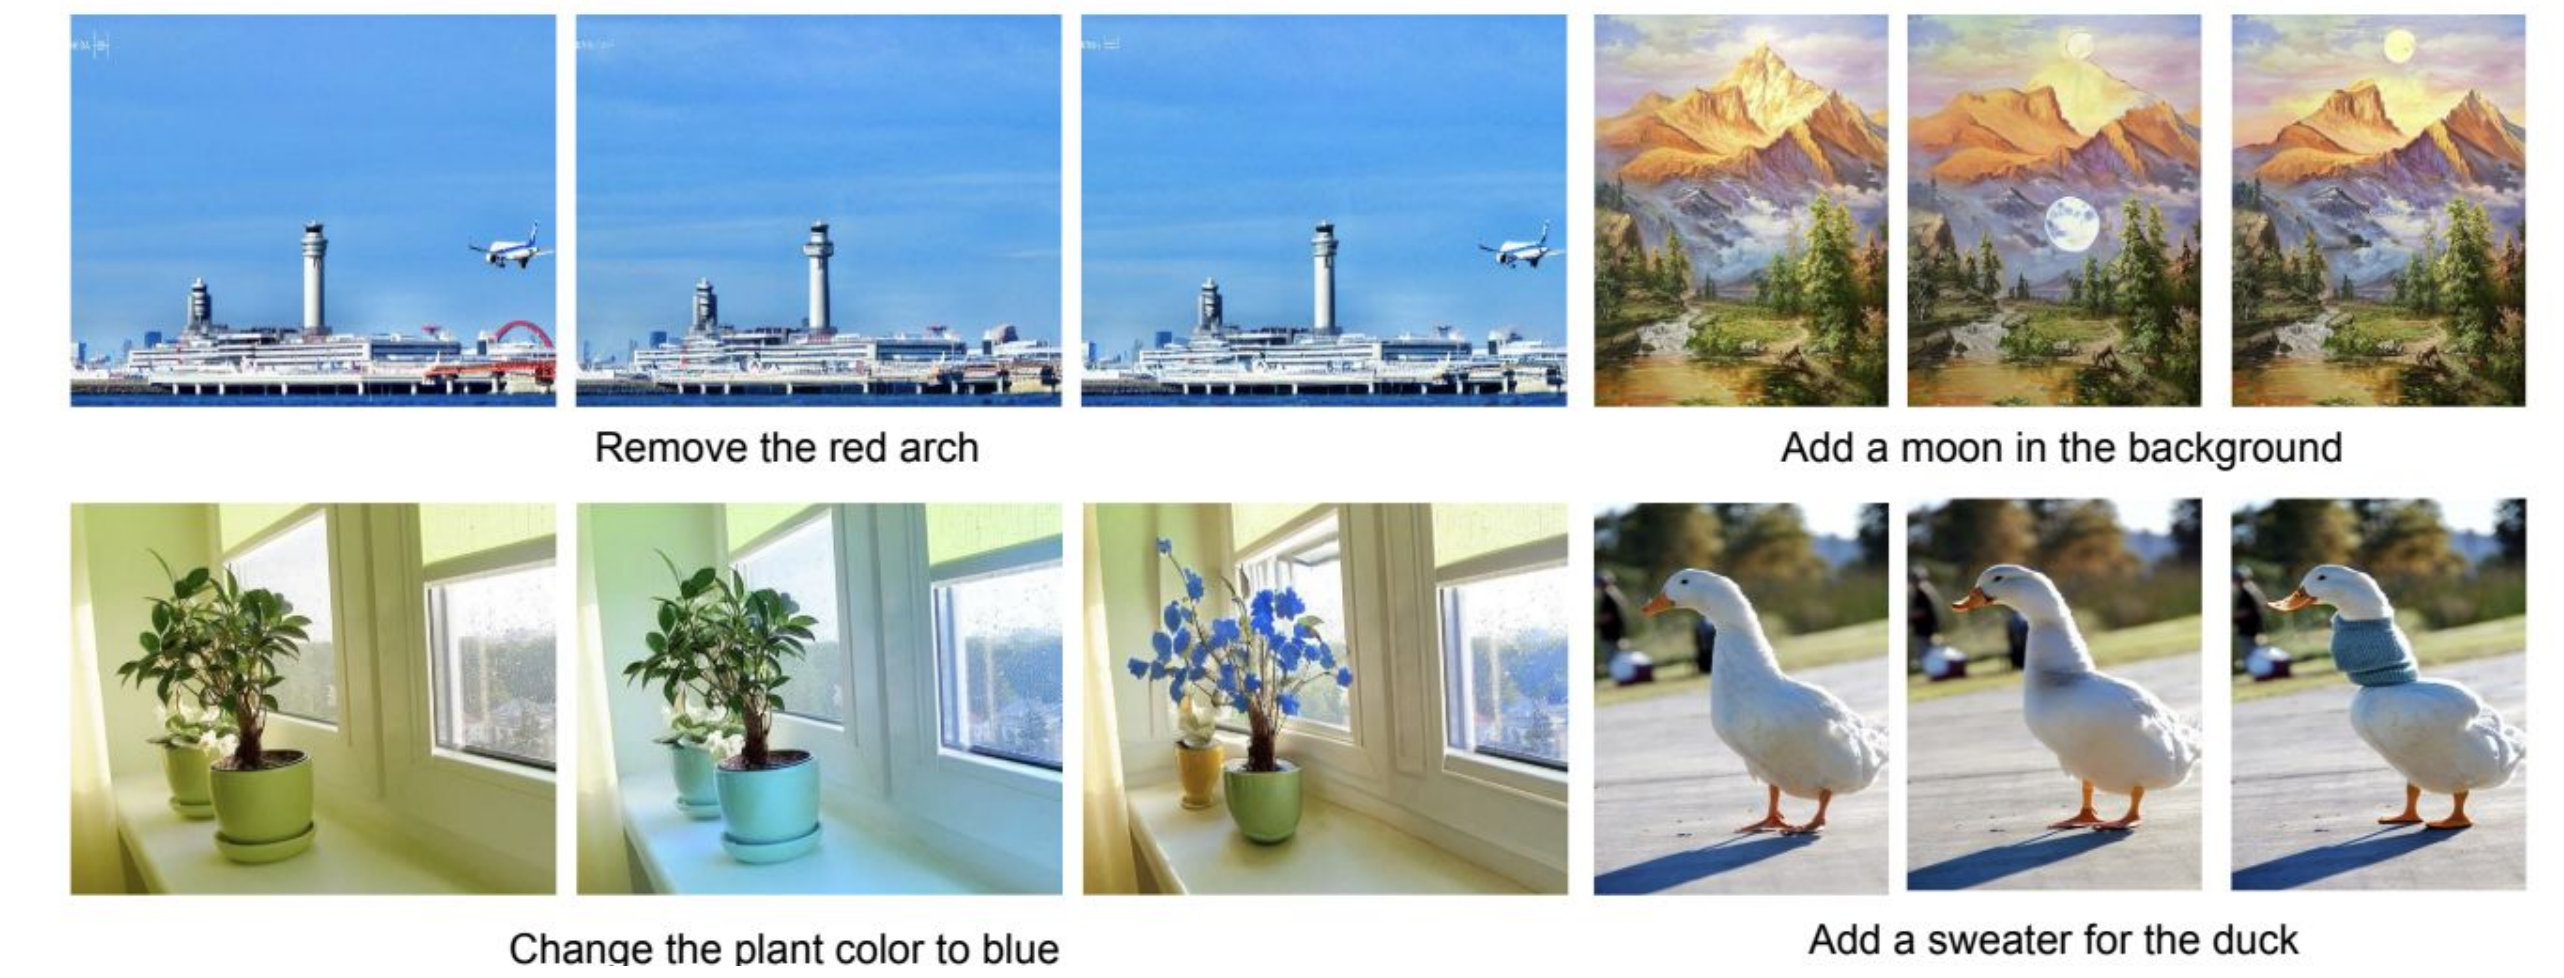 Remove the red arch
Add a moon in the background
Change the plant color to blue
Add a sweater for the duck